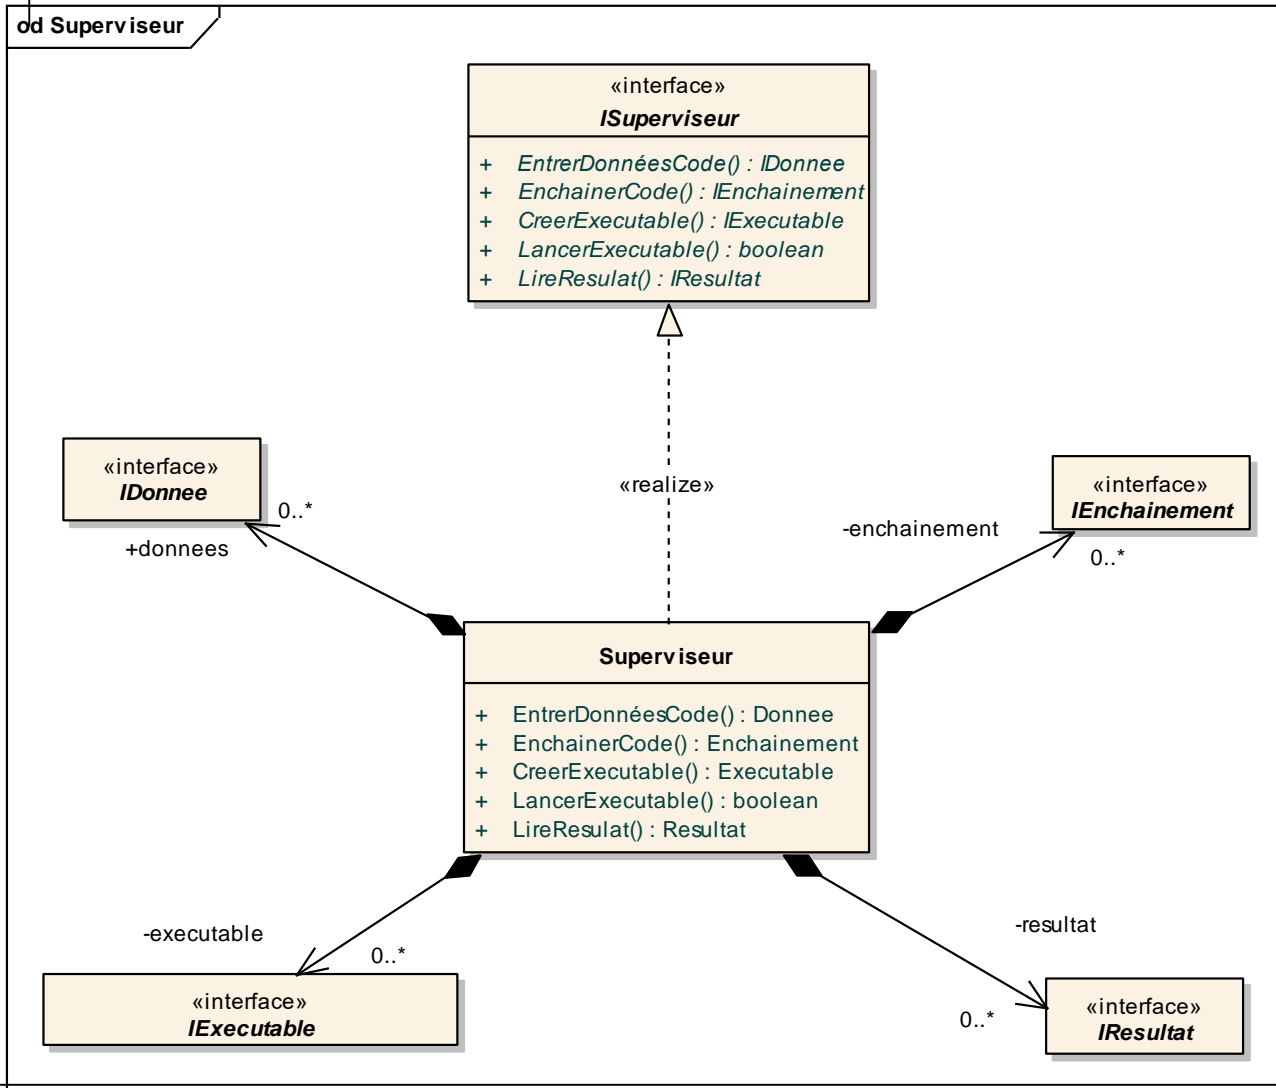 od Superviseur
«interface»
ISuperviseur
+ EntrerDonnéesCode() : IDonnee
+ EnchainerCode() : IEnchainement
+ CreerExecutable() : IExecutable
+ LancerExecutable() : boolean
+ LireResulat() : IResultat
«interface»
IDonnee
0..*
+donnees
«realize»
«interface»
IEnchainement
-enchainement
0..*
Superviseur
+ EntrerDonnéesCode() : Donnee
+ EnchainerCode() : Enchainement
+ CreerExecutable() : Executable
+ LancerExecutable() : boolean
+ LireResulat() : Resultat
-executable
0..*
«interface»
IExecutable
-resultat
0..*
«interface»
IResultat